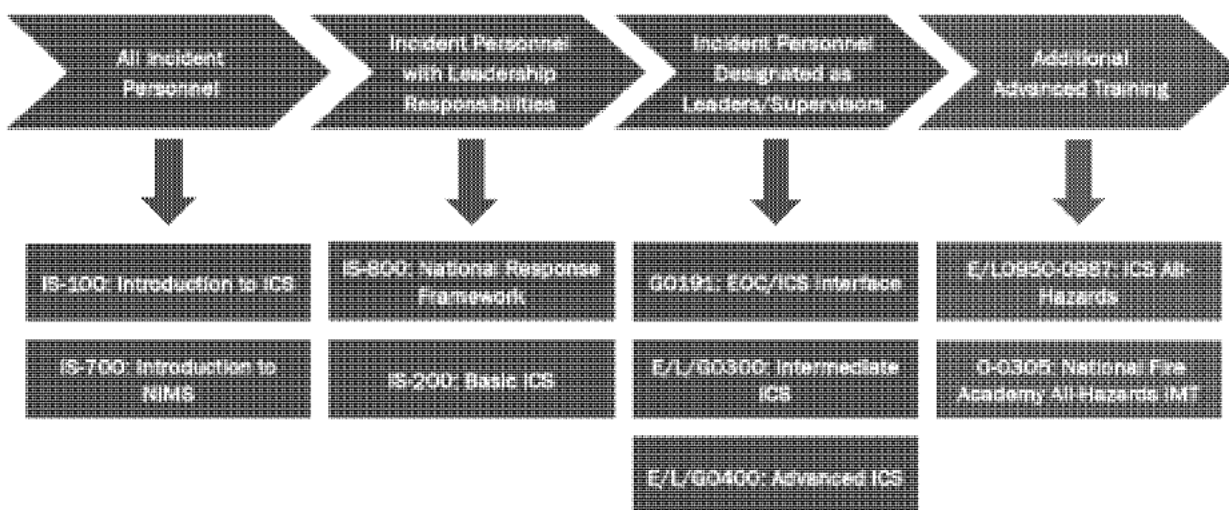 All Incident
Personnel
Incident Personnel
with Leadership
Responsibilities
Incident Personnel
Designated as
Leaders/Supervisors
Additional
Advanced Training
IS-100: Introduction to ICS
IS-700: Introduction to
NIMS
IS-800: National Response
Framework
IS-200: Basic ICS
G0191: EOC/ICS Interface
E/L/G0300: Intermediate
ICS
E/L/G0400: Advanced ICS
E/L0950-0987: ICS All-
Hazards
O-0305: National Fire
Academy All-Hazards IMT